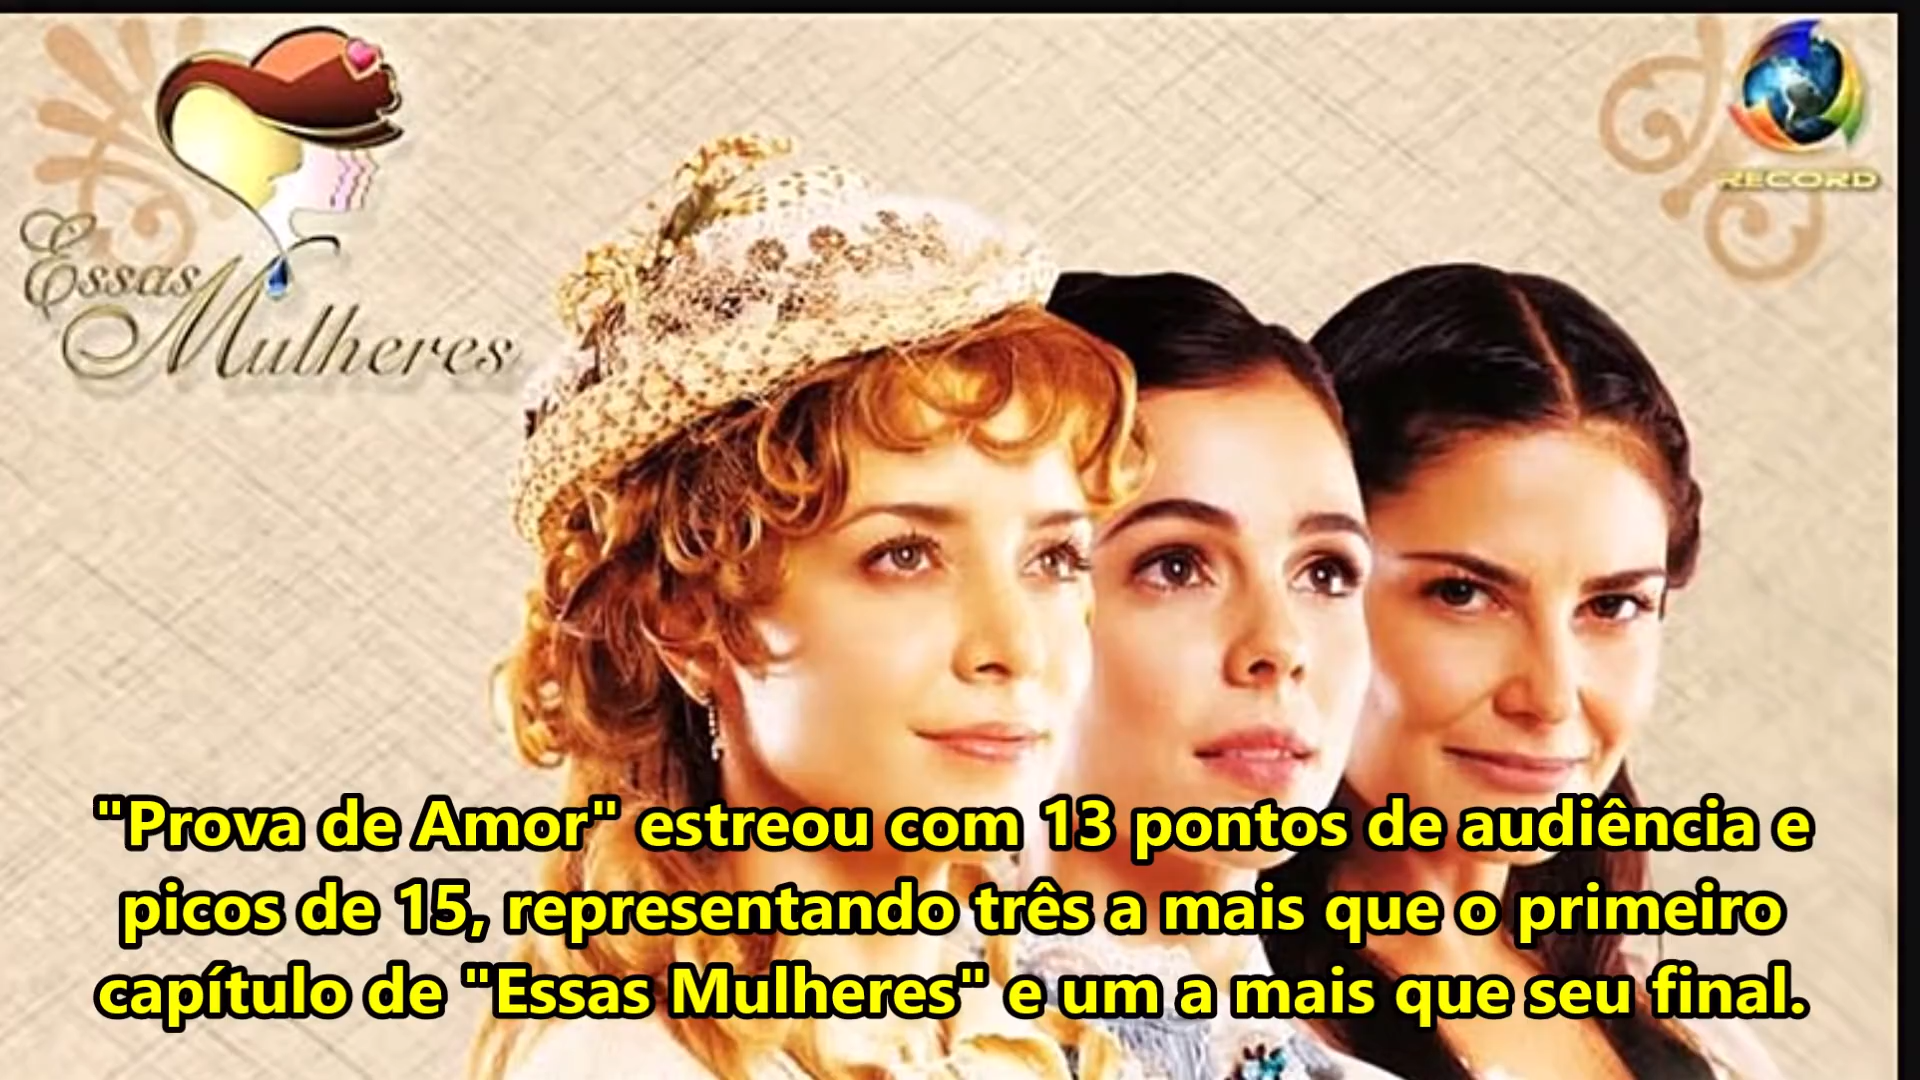 Essas
Mulheres
RECORD
"Prova de Amor" estreou com 13 pontos de audiência e
picos de 15, representando três a mais que o primeiro
capítulo de "Essas Mulheres" e um a mais que seu final.